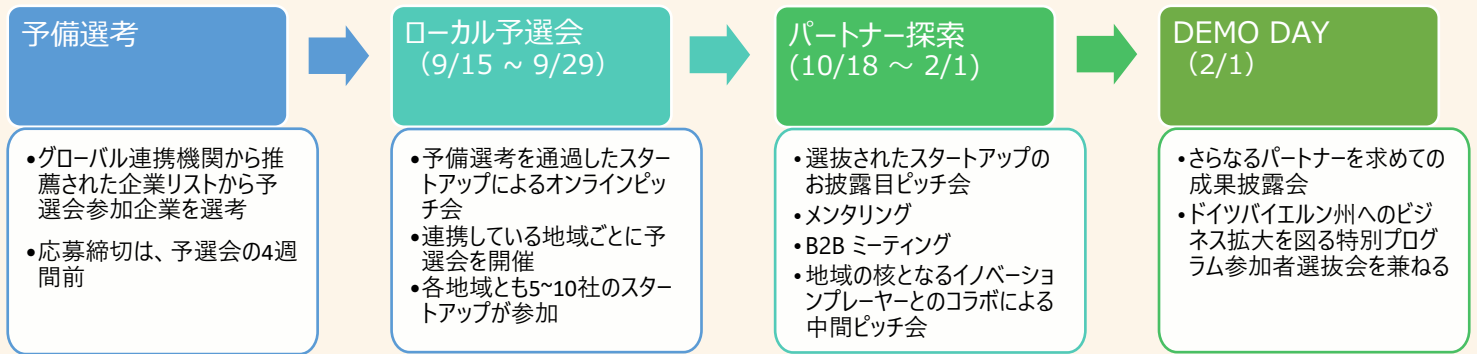 予備選考
•グローバル連携機関から推
薦された企業リストから予
選会参加企業を選考
•応募締切は、予選会の4週
間前
ローカル予選会
（9/15 ~ 9/29）
•予備選考を通過したスター
トアップによるオンラインピッ
チ会
•連携している地域ごとに予
選会を開催
•各地域とも5~10社のスター
トアップが参加
パートナー探索
(10/18 ～ 2/1)
•選抜されたスタートアップの
お披露目ピッチ会
•メンタリング
•B2B ミーティング
•地域の核となるイノベーショ
ンプレーヤーとのコラボによる
中間ピッチ会
DEMO DAY
（2/1）
•さらなるパートナーを求めての
成果披露会
•ドイツバイエルン州へのビジ
ネス拡大を図る特別プログ
ラム参加者選抜会を兼ねる